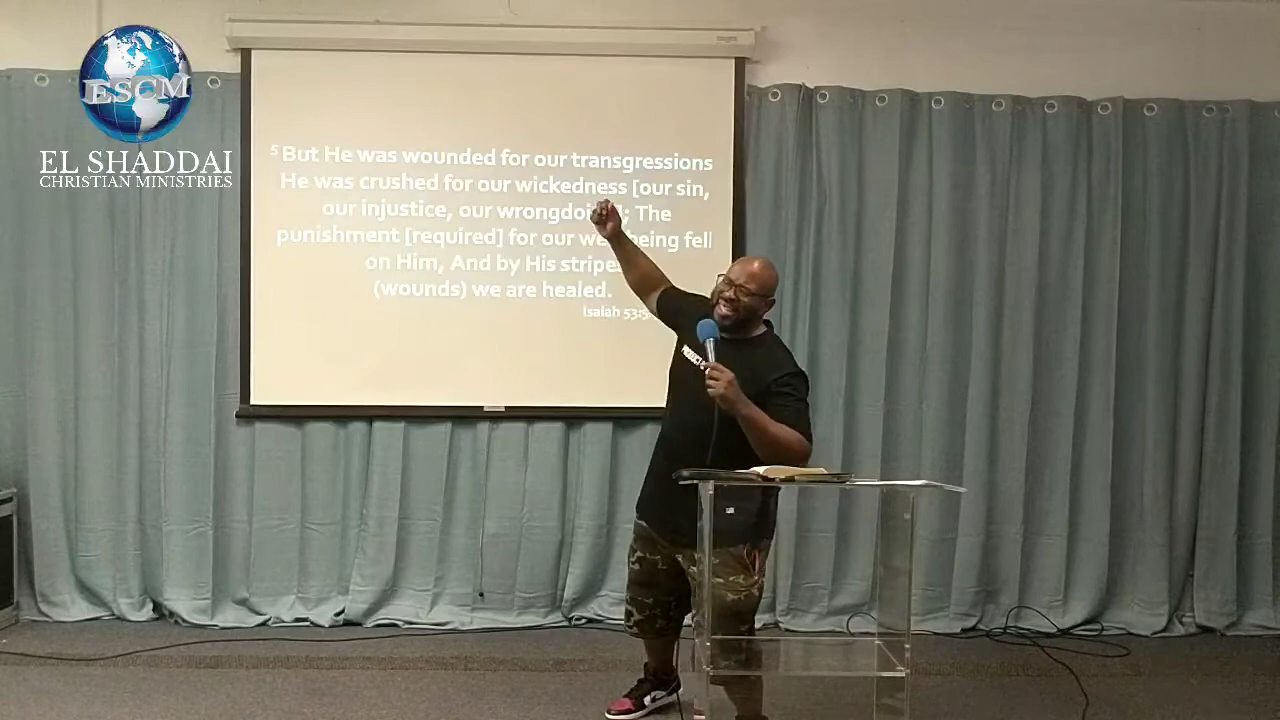 ESCM
EL SHADDAI
CHRISTIAN MINISTRIES
5 But He was wounded for our transgressions
He was crushed for our wickedness [our sin,
our injustice, our The
punishment [required] for our being fell
on Him, And by His stripes
(wounds) we are healed.
Isaiah 53:5